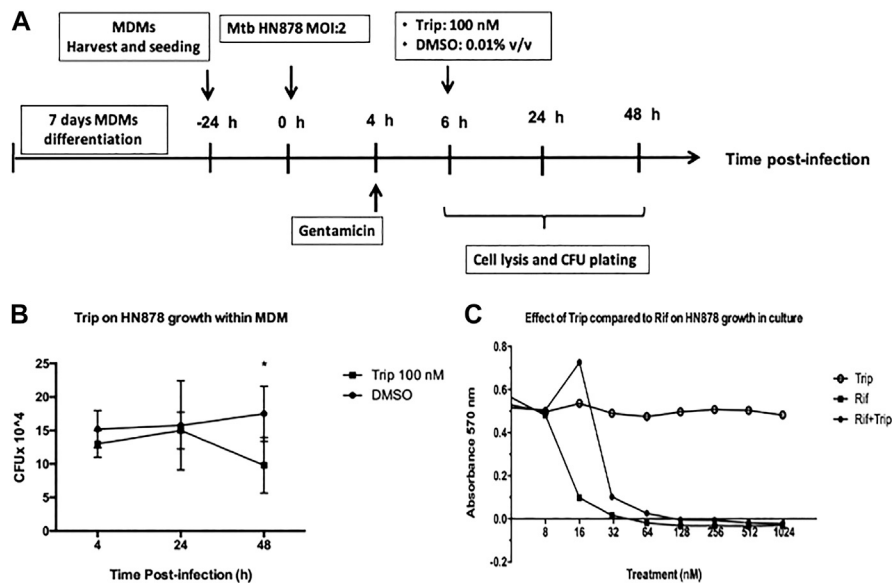 A
MDMs
Harvest and seeding
Mtb HN878 MOI:2
• Trip: 100 nM
• DMSO: 0.01% v/v
7 days MDMs
differentiation
-24 h
0 h
4 h
6 h
24 h
48 h
Time post-infection
Gentamicin
Cell lysis and CFU plating
B
Trip on HN878 growth within MDM
25
20
15
10
5
0
CFUx 10^4
*
4
24
48
Time Post-infection (h)
Trip 100 nM
DMSO
C
Effect of Trip compared to Rif on HN878 growth in culture
0.8
0.6
0.4
0.2
0.0
-0.2
Absorbance 570 nm
8
16
32
64
128
256
512
1024
Treatment (nM)
Trip
Rif
Rif+Trip